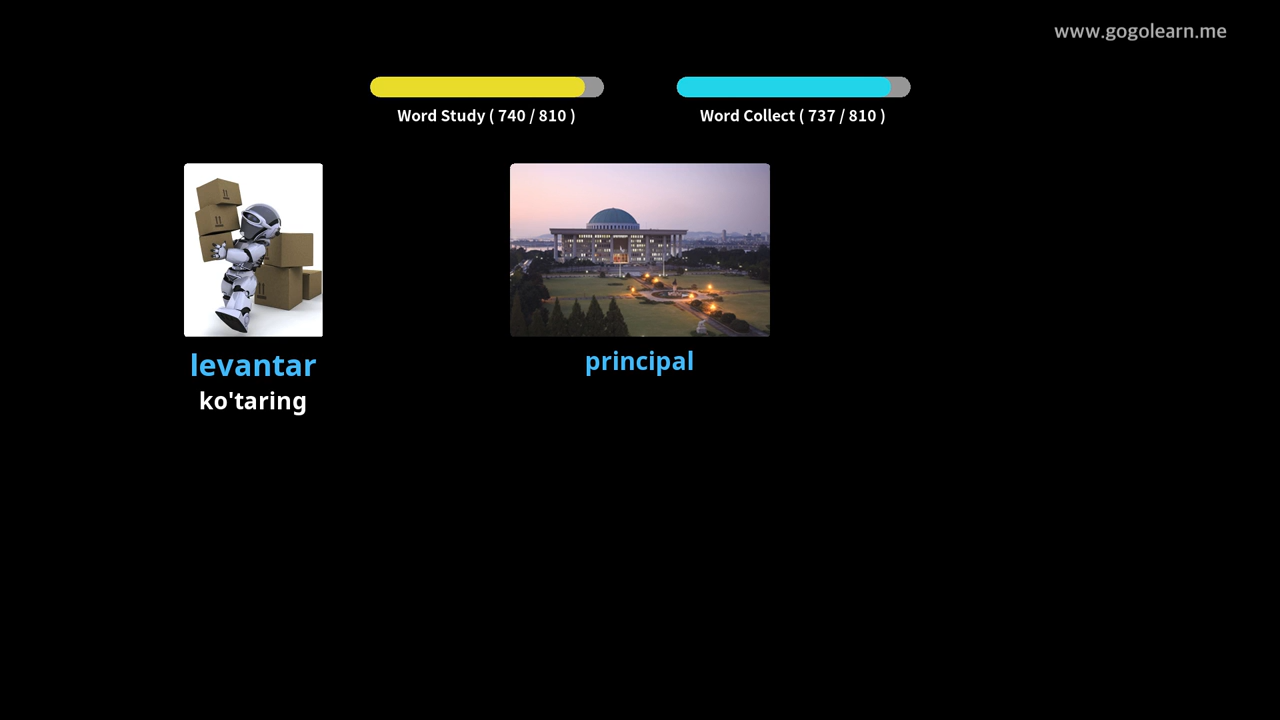 www.gogolearn.me
Word Study ( 740 / 810 )
Word Collect ( 737 / 810 )
levantar
ko'taring
principal